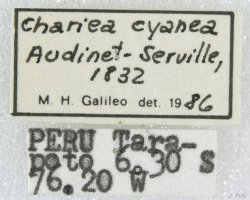 Chariea cyanea
Audinet-Serville,
1832
M. H. Galileo det. 1986
PERU Tara-
poto 6.30 S
76.20 W